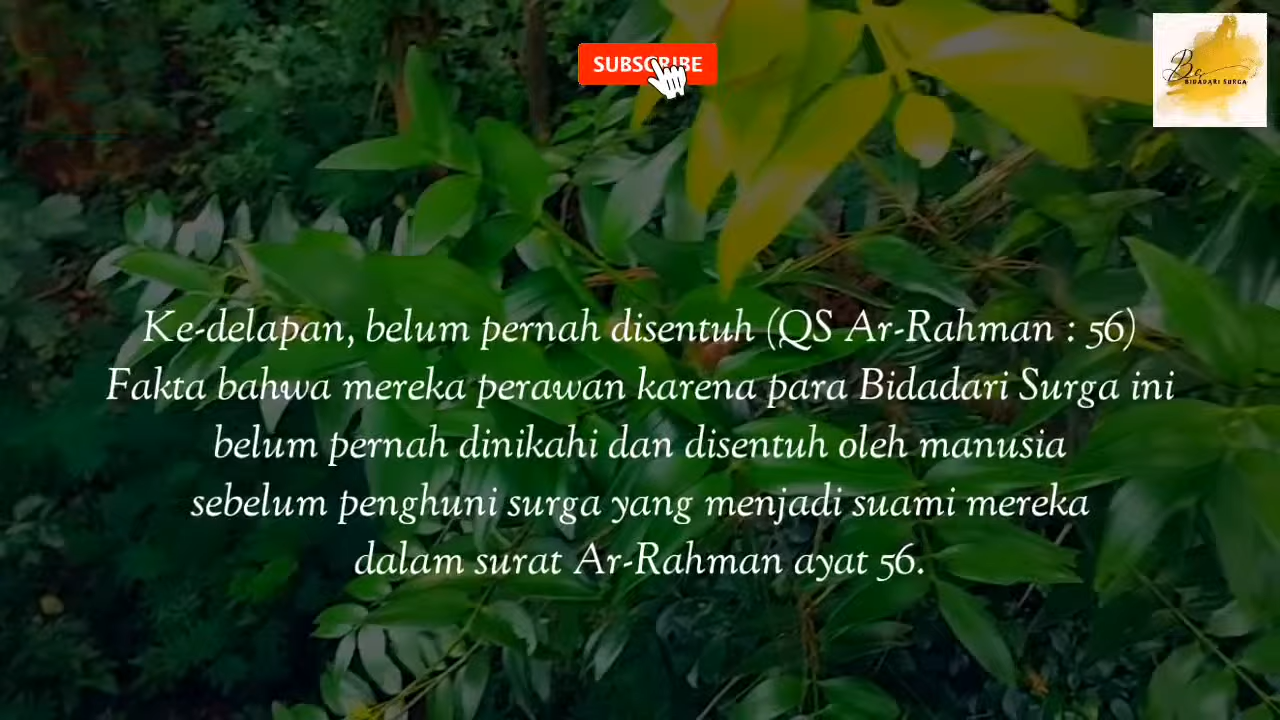 SUBSCRIBE
Be
BIDADARI SURGA
Ke-delapan, belum pernah disentuh (QS Ar-Rahman : 56)
Fakta bahwa mereka perawan karena para Bidadari Surga ini
belum pernah dinikahi dan disentuh oleh manusia
sebelum penghuni surga yang menjadi suami mereka
dalam surat Ar-Rahman ayat 56.